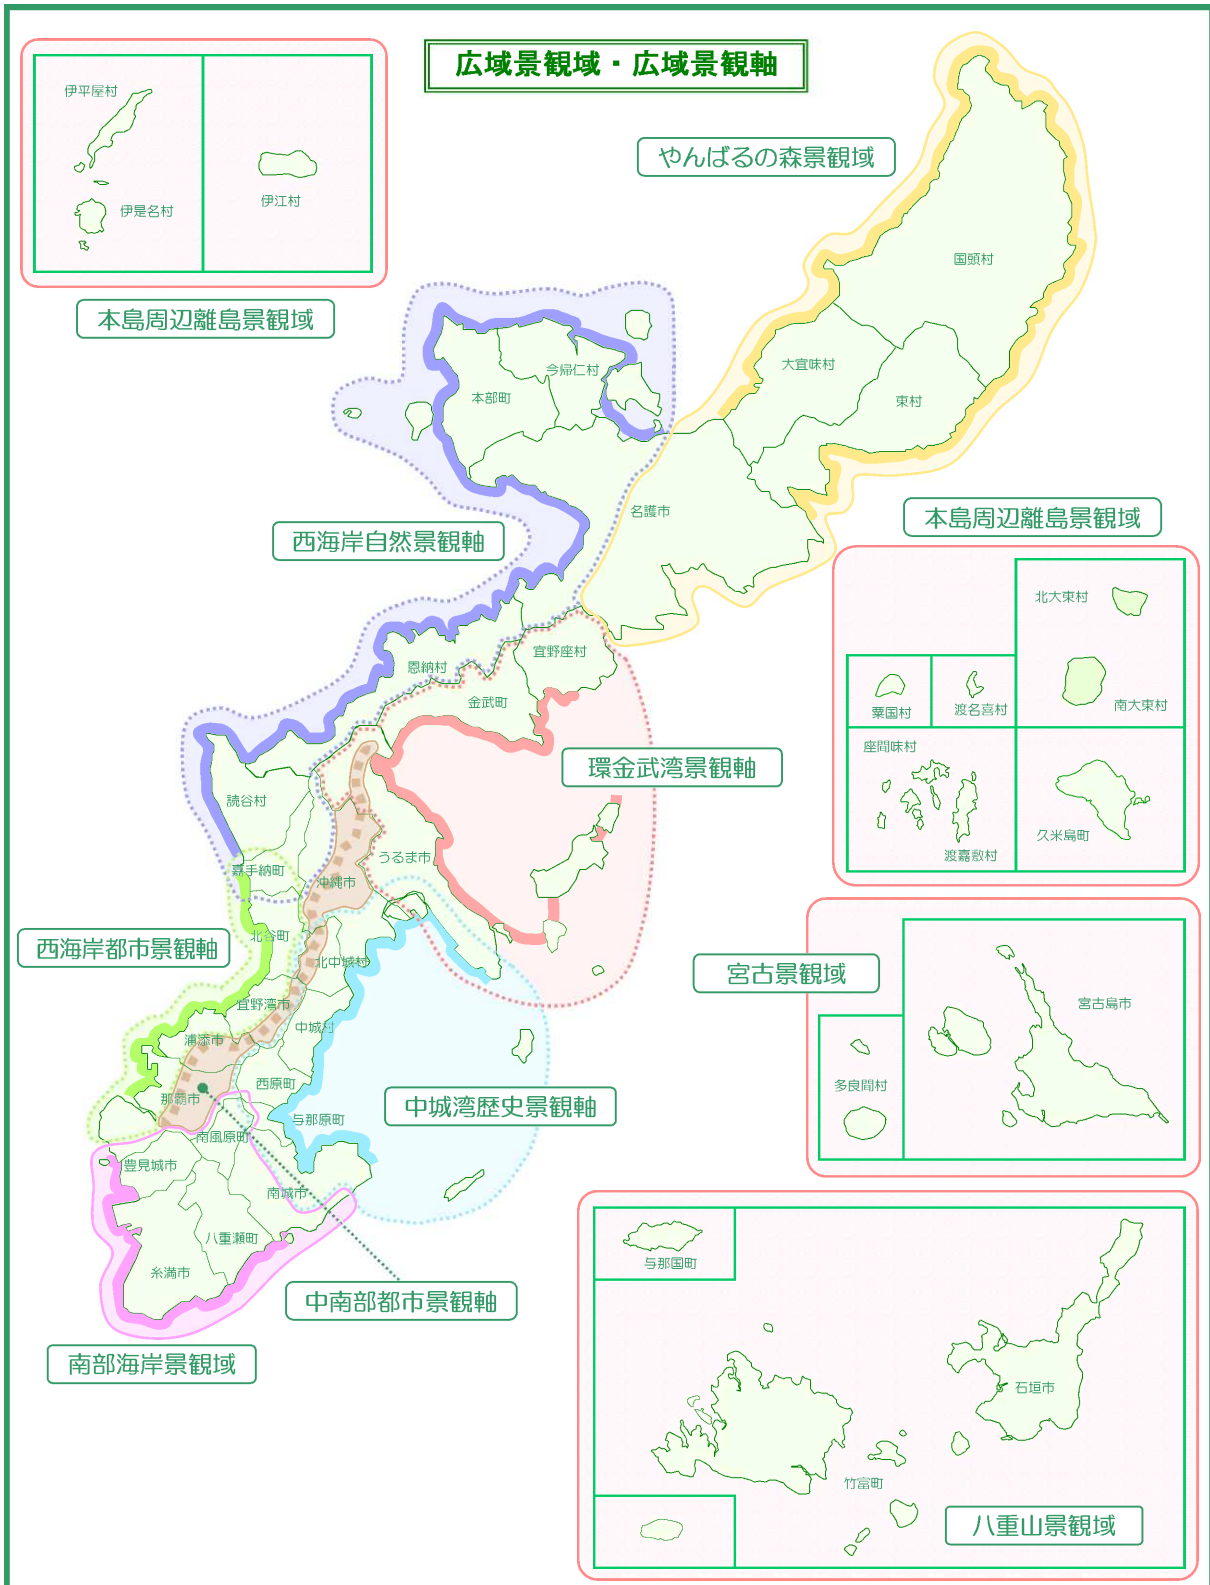 広域景観域・広域景観軸
伊平屋村
伊是名村
伊江村
本島周辺離島景観域
やんばるの森景観域
国頭村
大宜味村
東村
今帰仁村
本部町
名護市
西海岸自然景観軸
本島周辺離島景観域
北大東村
南大東村
粟国村
渡名喜村
座間味村
渡嘉敷村
久米島町
恩納村
宜野座村
金武町
環金武湾景観軸
読谷村
嘉手納町
うるま市
沖縄市
北谷町
北中城村
西海岸都市景観軸
宜野湾市
中城村
浦添市
西原町
那覇市
与那原町
中城湾歴史景観軸
南風原町
豊見城市
南城市
八重瀬町
糸満市
中南部都市景観軸
南部海岸景観域
宮古景観域
宮古島市
多良間村
与那国町
石垣市
竹富町
八重山景観域